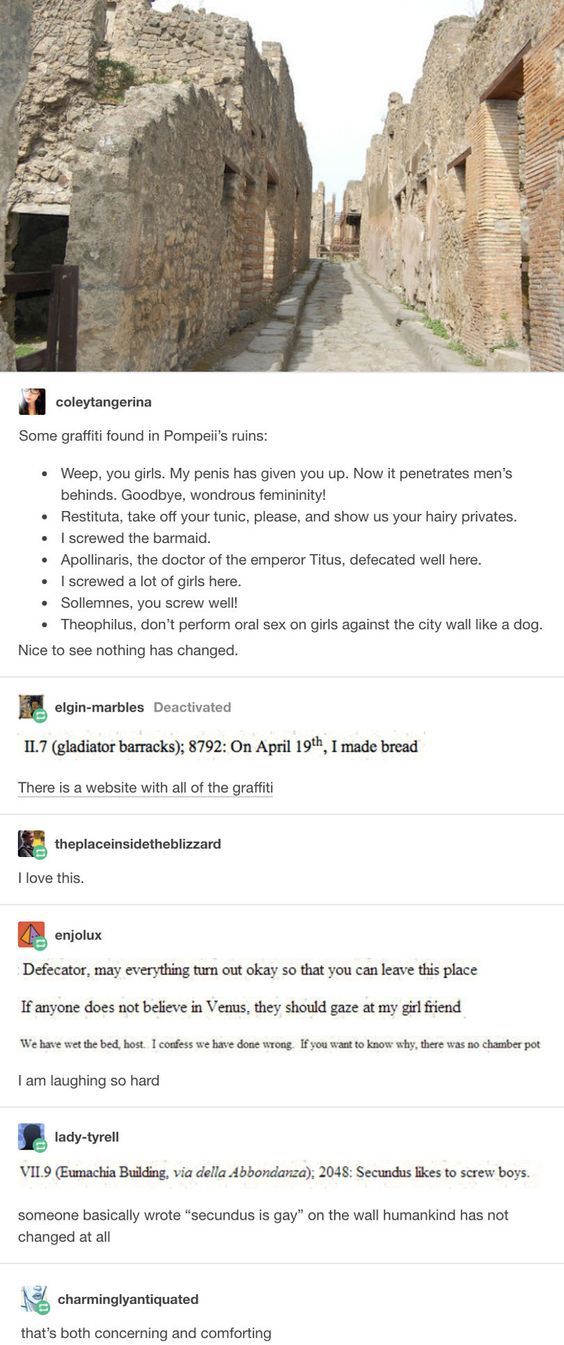 coleytangerina
Some graffiti found in Pompeii's ruins:
• Weep, you girls. My penis has given you up. Now it penetrates men's
behinds. Goodbye, wondrous femininity!
• Restituta, take off your tunic, please, and show us your hairy privates.
• I screwed the barmaid.
• Apollinaris, the doctor of the emperor Titus, defecated well here.
• I screwed a lot of girls here.
• Sollemnes, you screw well!
• Theophilus, don't perform oral sex on girls against the city wall like a dog.
Nice to see nothing has changed.
elgin-marbles Deactivated
II.7 (gladiator barracks); 8792: On April 19th, I made bread
There is a website with all of the graffiti
theplaceinsidetheblizzard
I love this.
enjolux
Defecator, may everything turn out okay so that you can leave this place
If anyone does not believe in Venus, they should gaze at my girl friend
We have wet the bed, host. I confess we have done wrong. If you want to know why, there was no chamber pot
I am laughing so hard
lady-tyrell
VII.9 (Eumachia Building, via della Abbondanza); 2048: Secundus likes to screw boys.
someone basically wrote “secundus is gay” on the wall humankind has not
changed at all
charminglyantiquated
that's both concerning and comforting